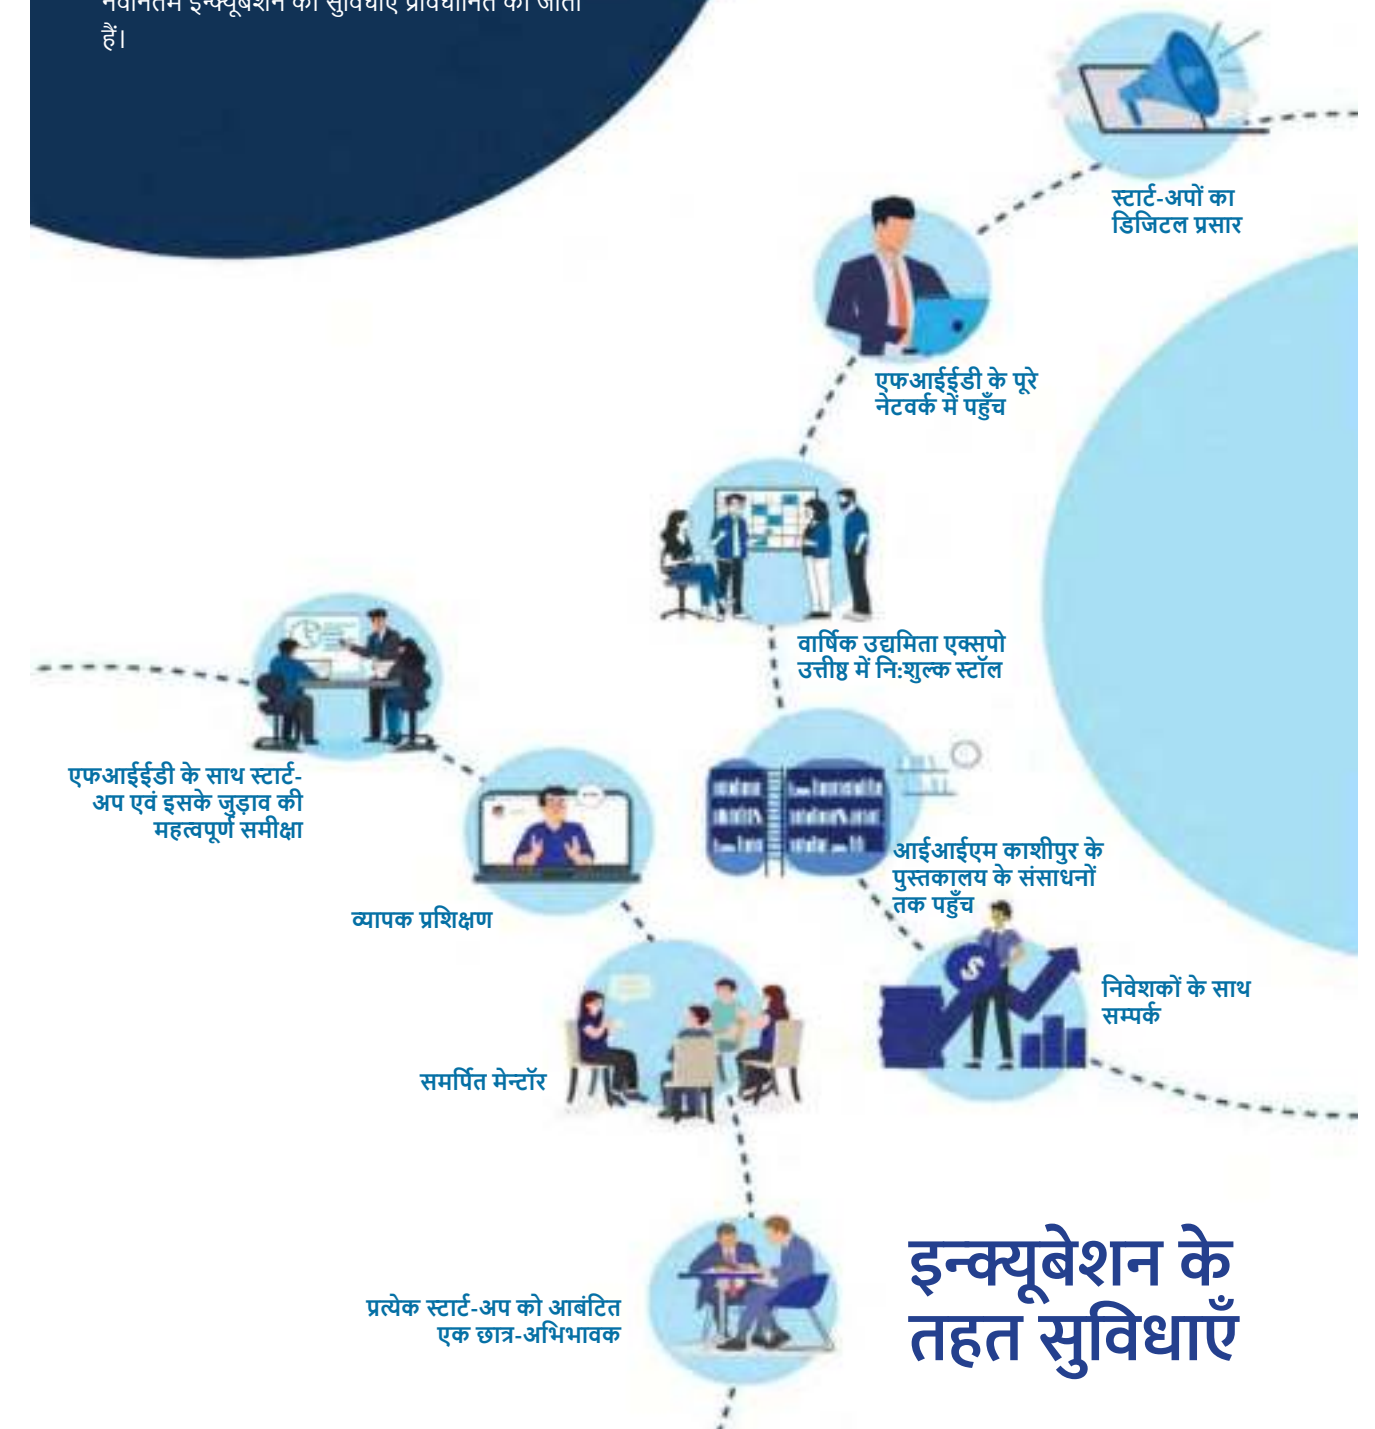 नवीनतम इन्क्यूबेशन की सुविधाएँ प्रावधानित की जाती
हैं।
स्टार्ट-अपों का
डिजिटल प्रसार
एफआईईडी के पूरे
नेटवर्क में पहुँच
वार्षिक उद्यमिता एक्सपो
उत्तीष्ठ में नि:शुल्क स्टॉल
एफआईईडी के साथ स्टार्ट-
अप एवं इसके जुड़ाव की
महत्वपूर्ण समीक्षा
आईआईएम काशीपुर के
पुस्तकालय के संसाधनों
तक पहुँच
व्यापक प्रशिक्षण
निवेशकों के साथ
सम्पर्क
समर्पित मेन्टॉर
प्रत्येक स्टार्ट-अप को आबंटित
एक छात्र-अभिभावक
इन्क्यूबेशन के
तहत सुविधाएँ